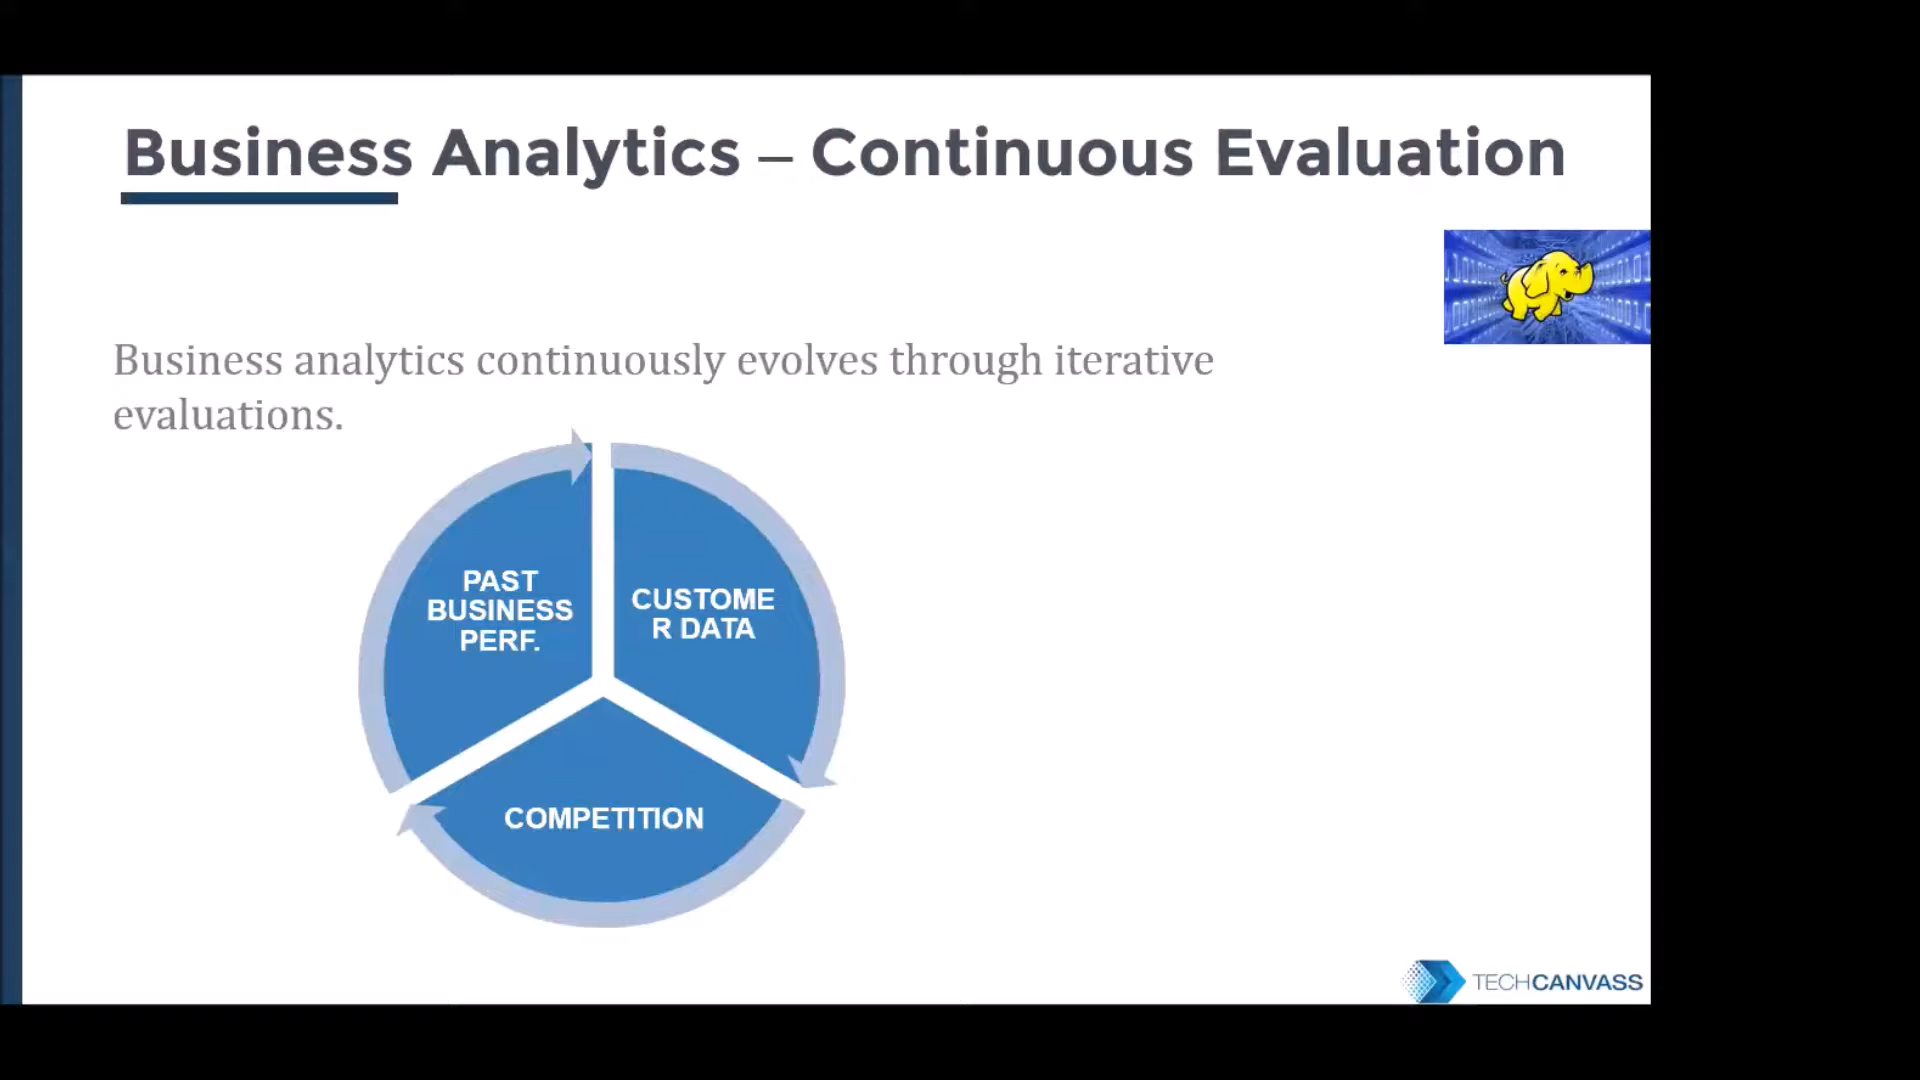 Business Analytics – Continuous Evaluation
Business analytics continuously evolves through iterative
evaluations.
PAST
BUSINESS
PERF.
CUSTOME
R DATA
COMPETITION
TECHCANVASS